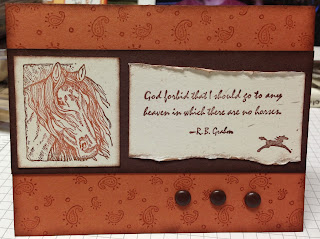 God forbid that I should go to any
heaven in which there are no horses.
—R.B. Graham